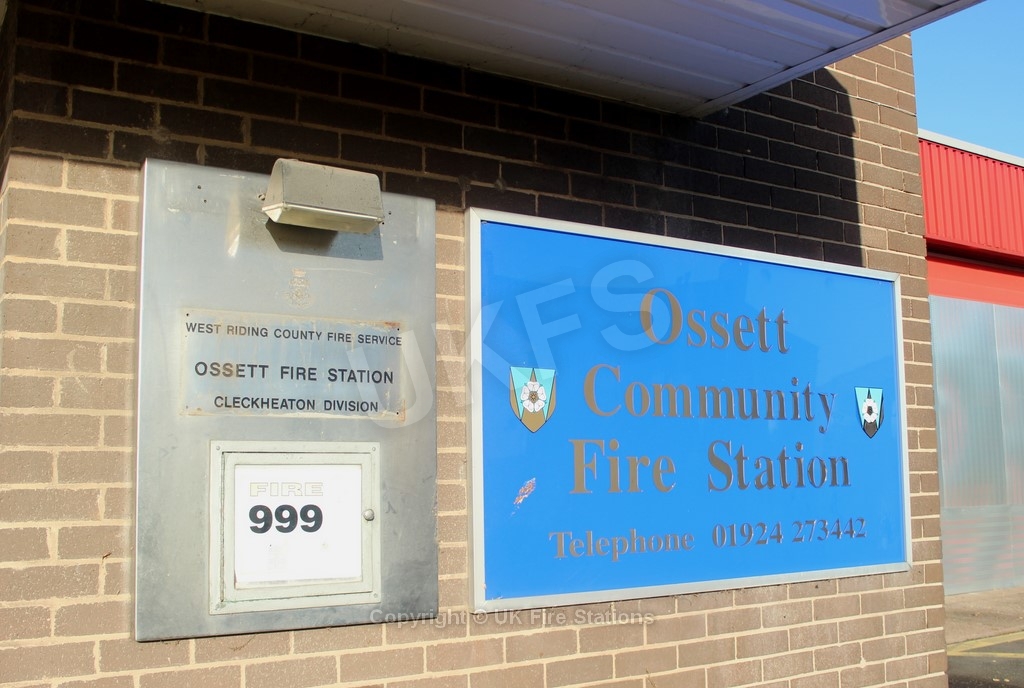 WEST RIDING COUNTY FIRE SERVICE
OSSETT FIRE STATION
CLECKHEATON DIVISION
FIRE
999
Ossett
Community
Fire Station
Telephone 01924 273442
UKFS
Copyright © UK Fire Stations